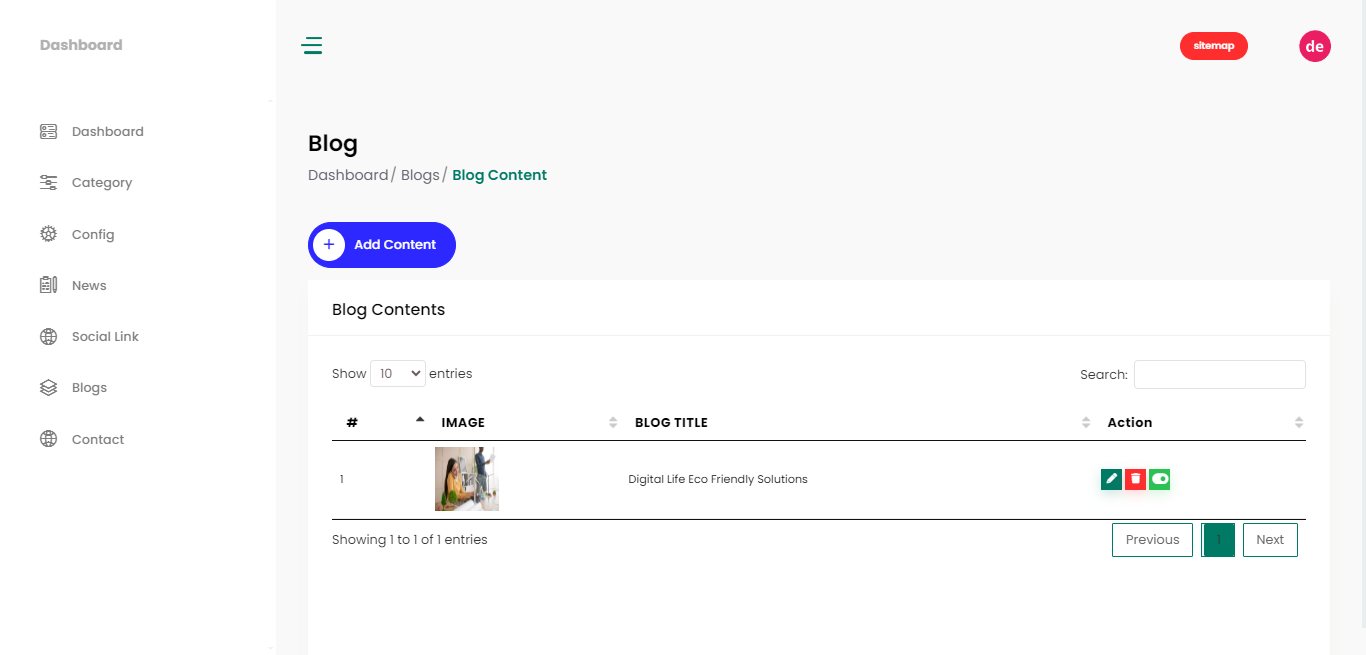 Dashboard
sitemap
de
Dashboard
Category
Config
News
Social Link
Blogs
Contact
Blog
Dashboard / Blogs / Blog Content
+ Add Content
Blog Contents
Show 10 entries
Search:
# IMAGE BLOG TITLE Action
1 Digital Life Eco Friendly Solutions
Showing 1 to 1 of 1 entries
Previous 1 Next